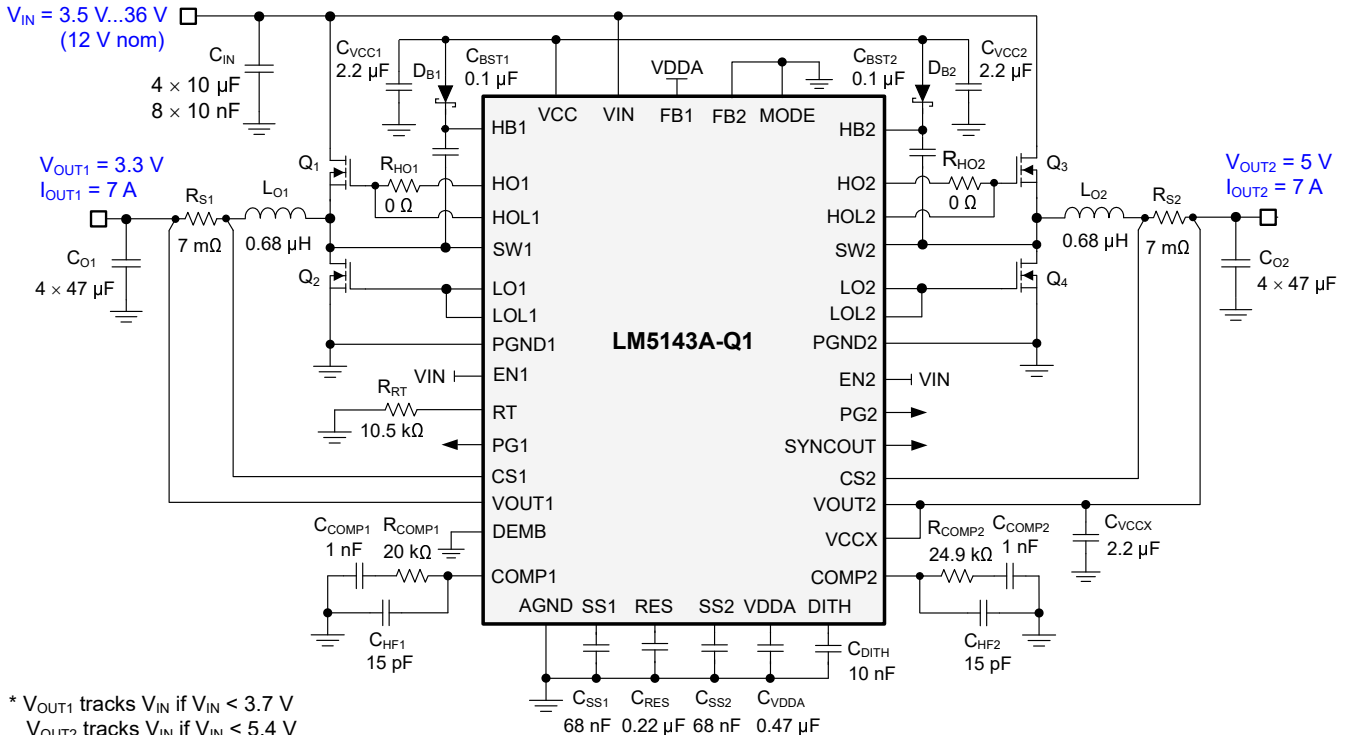 V_IN = 3.5 V...36 V
(12 V nom)
C_IN
4 × 10 μF
8 × 10 nF
C_VCC1
2.2 μF
D_B1
C_BST1
0.1 μF
VDDA
C_BST2
0.1 μF
D_B2
C_VCC2
2.2 μF
VCC
VIN
FB1
FB2
MODE
HB1
HB2
V_OUT1 = 3.3 V
I_OUT1 = 7 A
Q_1
R_HO1
0 Ω
HO1
HOL1
HO2
HOL2
R_HO2
0 Ω
Q_3
V_OUT2 = 5 V
I_OUT2 = 7 A
R_S1
7 mΩ
L_O1
0.68 μH
SW1
SW2
L_O2
0.68 μH
R_S2
7 mΩ
C_O1
4 × 47 μF
Q_2
LO1
LOL1
LO2
LOL2
Q_4
C_O2
4 × 47 μF
LM5143A-Q1
PGND1
PGND2
VIN
EN1
EN2
VIN
R_RT
10.5 kΩ
RT
PG2
PG1
SYNCOUT
CS1
CS2
VOUT1
VOUT2
DEMB
VCCX
C_VCCX
2.2 μF
C_COMP1
1 nF
R_COMP1
20 kΩ
COMP1
COMP2
R_COMP2
24.9 kΩ
C_COMP2
1 nF
C_HF1
15 pF
C_HF2
15 pF
AGND
SS1
RES
SS2
VDDA
DITH
C_DITH
10 nF
C_SS1
68 nF
C_RES
0.22 μF
C_SS2
68 nF
C_VDDA
0.47 μF
* V_OUT1 tracks V_IN if V_IN < 3.7 V
V_OUT2 tracks V_IN if V_IN < 5.4 V